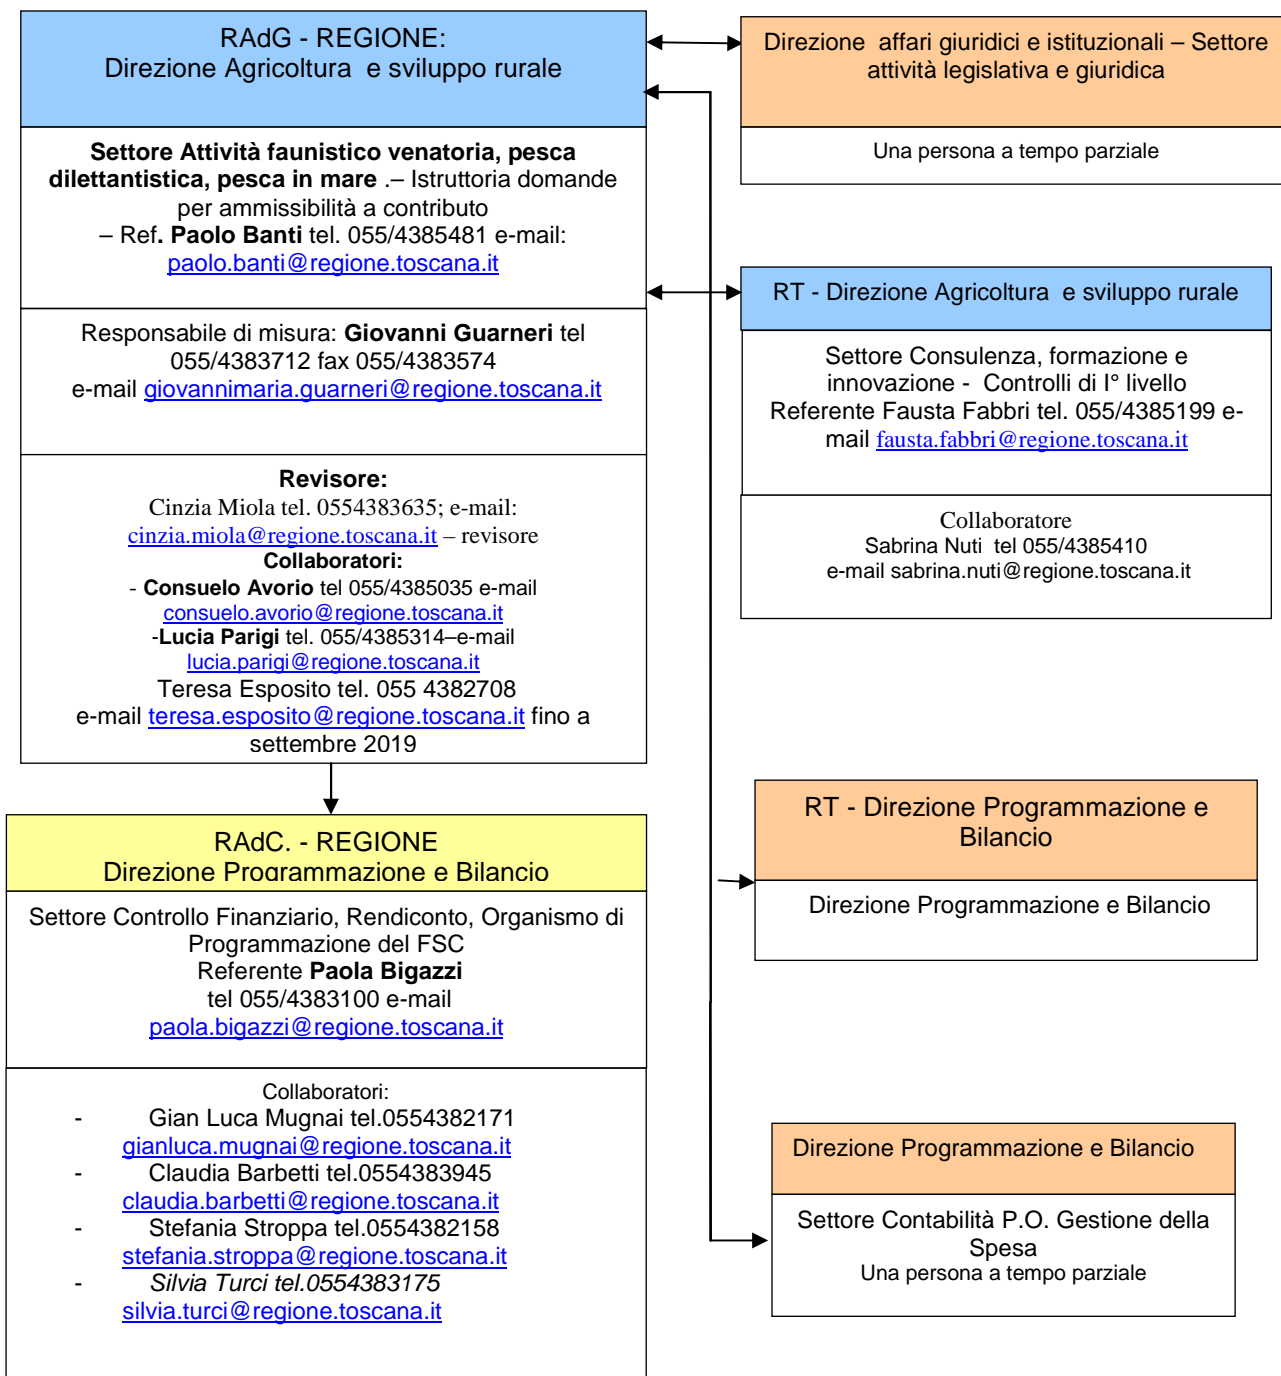 RAdG - REGIONE:
Direzione Agricoltura e sviluppo rurale
Settore Attività faunistico venatoria, pesca
dilettantistica, pesca in mare .– Istruttoria domande
per ammissibilità a contributo
– Ref. Paolo Banti tel. 055/4385481 e-mail:
paolo.banti@regione.toscana.it
Responsabile di misura: Giovanni Guarneri tel
055/4383712 fax 055/4383574
e-mail giovannimaria.guarneri@regione.toscana.it
Revisore:
Cinzia Miola tel. 0554383635; e-mail:
cinzia.miola@regione.toscana.it – revisore
Collaboratori:
- Consuelo Avorio tel 055/4385035 e-mail
consuelo.avorio@regione.toscana.it
-Lucia Parigi tel. 055/4385314–e-mail
lucia.parigi@regione.toscana.it
Teresa Esposito tel. 055 4382708
e-mail teresa.esposito@regione.toscana.it fino a
settembre 2019
RAdC. - REGIONE
Direzione Programmazione e Bilancio
Settore Controllo Finanziario, Rendiconto, Organismo di
Programmazione del FSC
Referente Paola Bigazzi
tel 055/4383100 e-mail
paola.bigazzi@regione.toscana.it
Collaboratori:
- Gian Luca Mugnai tel.0554382171
gianluca.mugnai@regione.toscana.it
- Claudia Barbetti tel.0554383945
claudia.barbetti@regione.toscana.it
- Stefania Stroppa tel.0554382158
stefania.stroppa@regione.toscana.it
- Silvia Turci tel.0554383175
silvia.turci@regione.toscana.it
Direzione affari giuridici e istituzionali – Settore
attività legislativa e giuridica
Una persona a tempo parziale
RT - Direzione Agricoltura e sviluppo rurale
Settore Consulenza, formazione e
innovazione - Controlli di I° livello
Referente Fausta Fabbri tel. 055/4385199 e-
mail fausta.fabbri@regione.toscana.it
Collaboratore
Sabrina Nuti tel 055/4385410
e-mail sabrina.nuti@regione.toscana.it
RT - Direzione Programmazione e
Bilancio
Direzione Programmazione e Bilancio
Direzione Programmazione e Bilancio
Settore Contabilità P.O. Gestione della
Spesa
Una persona a tempo parziale